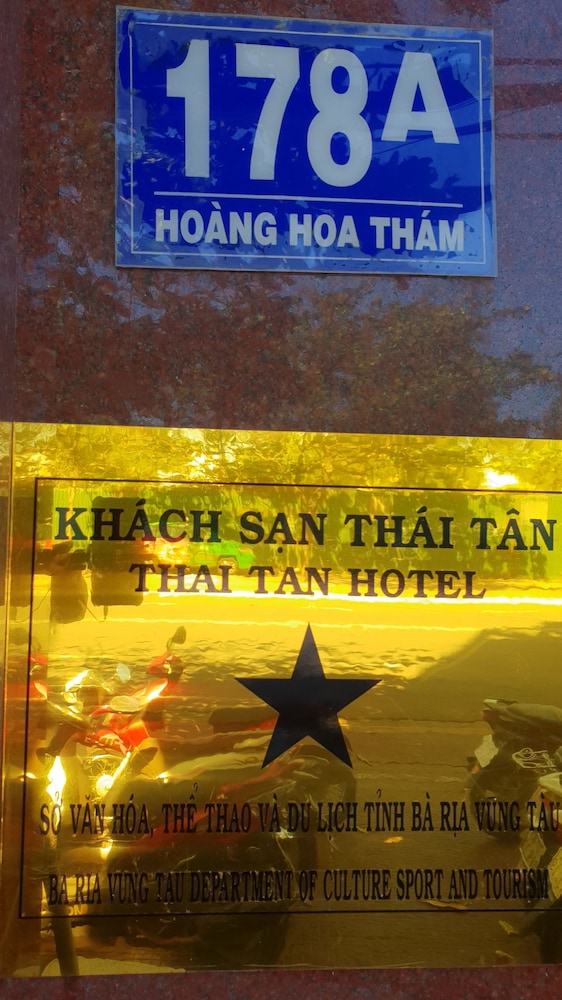 178A
HOÀNG HOA THÁM
KHÁCH SẠN THÁI TÂN
THAI TAN HOTEL
SỞ VĂN HÓA, THỂ THAO VÀ DU LỊCH TỈNH BÀ RỊA VŨNG TÀU
BA RIA VUNG TAU DEPARTMENT OF CULTURE SPORT AND TOURISM